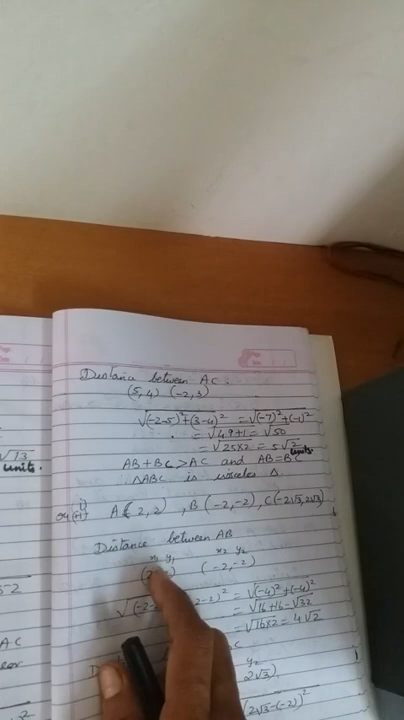 √13
units.
Distance between AC:
(5,4) (-2,3)
√(-2-5)²+(3-4)² = √(-7)²+(-1)²
= √49+1 = √50
= √25×2 = 5√2 units.
AB+BC>AC and AB=BC
∴ ΔABC is isosceles Δ.
i) A(2,2), B(-2,-2), C(-2√3,2√3)
Distance between AB
x₁ y₁ x₂ y₂
(-2,-2)
= √(-4)²+(-4)²
= √16+16 = √32
= √16×2 = 4√2
y₂
2√3)
(2√3-(-2))²